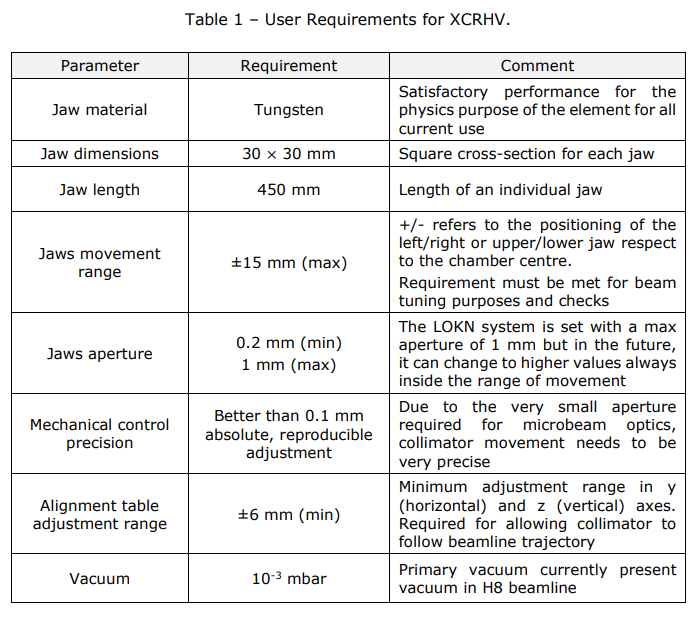 Table 1 – User Requirements for XCRHV.
Parameter
Requirement
Comment
Jaw material
Tungsten
Satisfactory performance for the
physics purpose of the element for all
current use
Jaw dimensions
30 × 30 mm
Square cross-section for each jaw
Jaw length
450 mm
Length of an individual jaw
Jaws movement
range
±15 mm (max)
+/- refers to the positioning of the
left/right or upper/lower jaw respect
to the chamber centre.
Requirement must be met for beam
tuning purposes and checks
Jaws aperture
0.2 mm (min)
1 mm (max)
The LOKN system is set with a max
aperture of 1 mm but in the future,
it can change to higher values always
inside the range of movement
Mechanical control
precision
Better than 0.1 mm
absolute, reproducible
adjustment
Due to the very small aperture
required for microbeam optics,
collimator movement needs to be
very precise
Alignment table
adjustment range
±6 mm (min)
Minimum adjustment range in y
(horizontal) and z (vertical) axes.
Required for allowing collimator to
follow beamline trajectory
Vacuum
10⁻³ mbar
Primary vacuum currently present
vacuum in H8 beamline